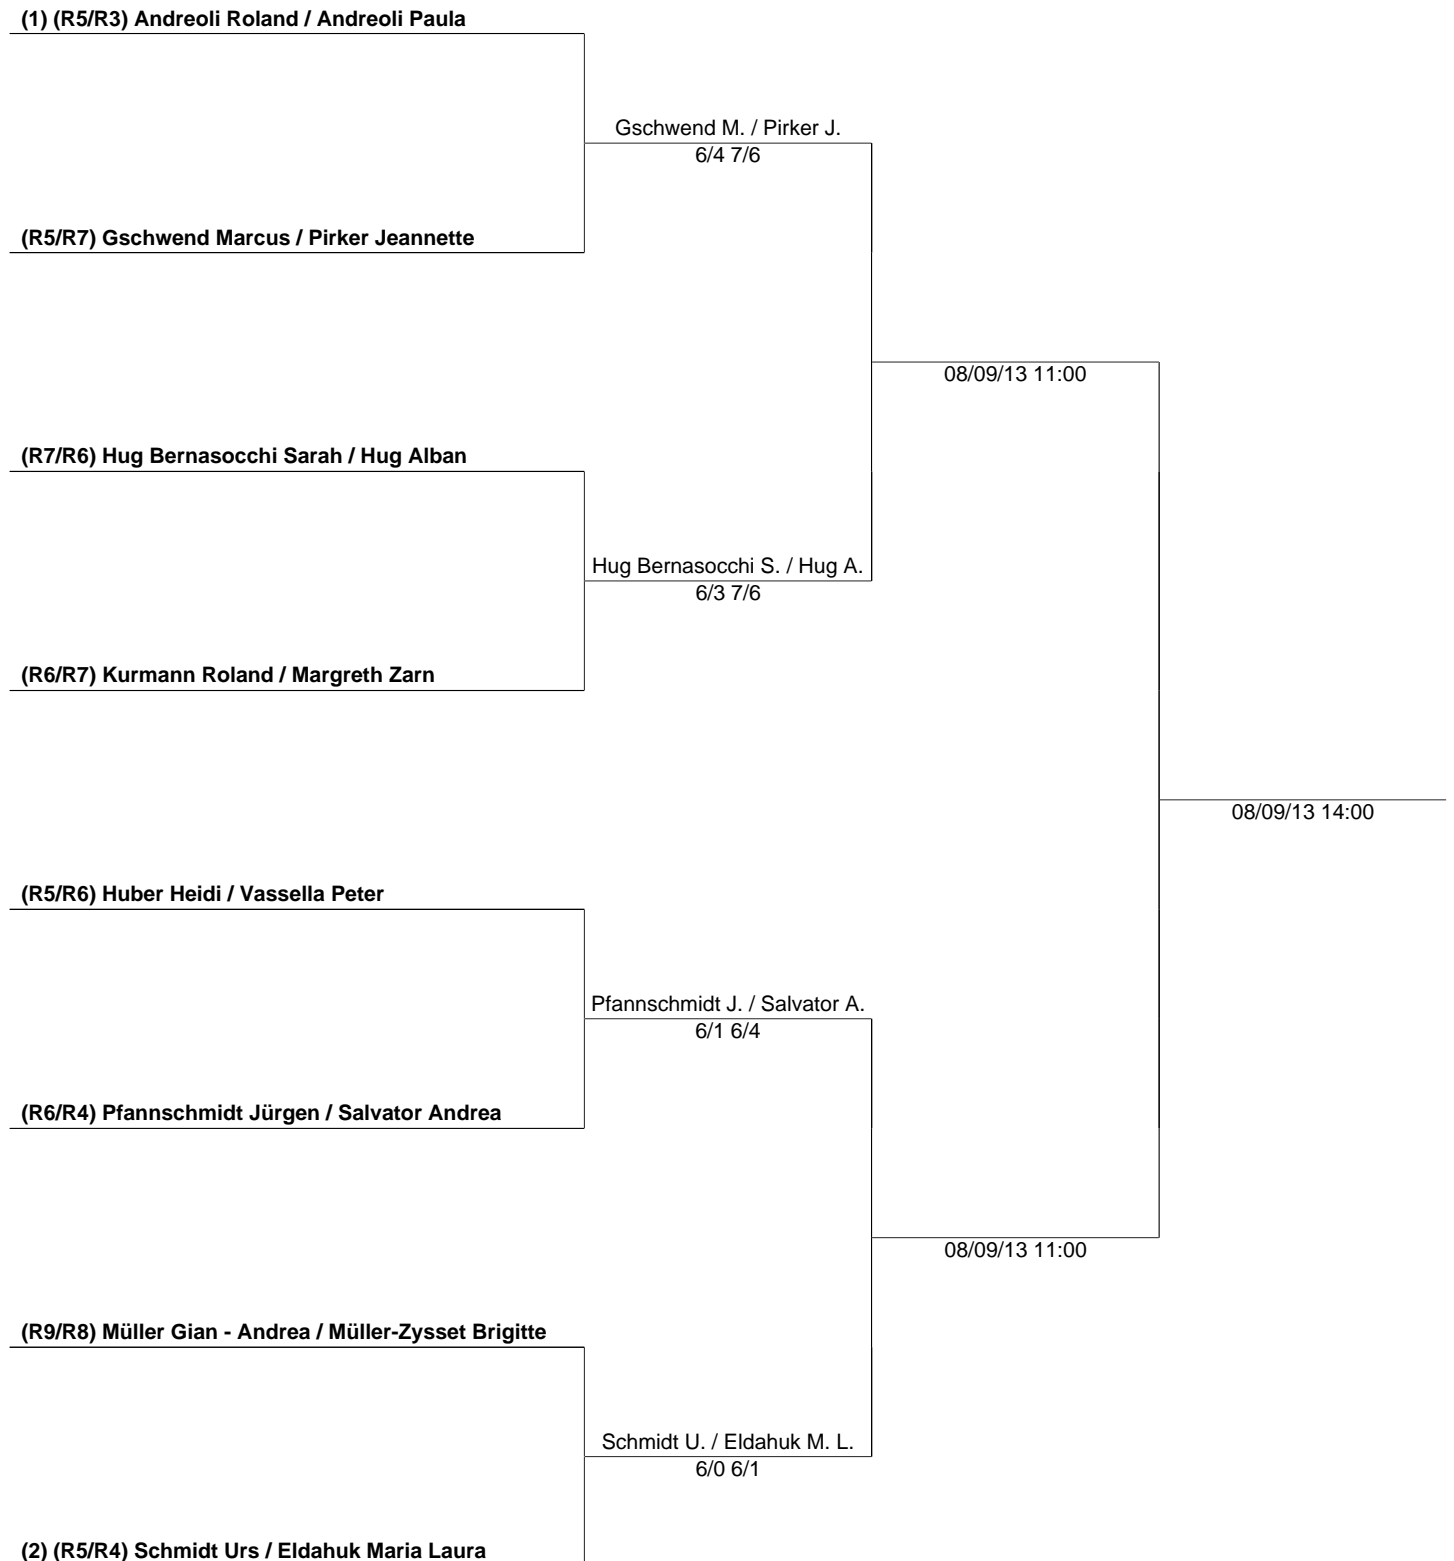 (1) (R5/R3) Andreoli Roland / Andreoli Paula
Gschwend M. / Pirker J.
6/4 7/6
(R5/R7) Gschwend Marcus / Pirker Jeannette
08/09/13 11:00
(R7/R6) Hug Bernasocchi Sarah / Hug Alban
Hug Bernasocchi S. / Hug A.
6/3 7/6
(R6/R7) Kurmann Roland / Margreth Zarn
08/09/13 14:00
(R5/R6) Huber Heidi / Vassella Peter
Pfannschmidt J. / Salvator A.
6/1 6/4
(R6/R4) Pfannschmidt Jürgen / Salvator Andrea
08/09/13 11:00
(R9/R8) Müller Gian - Andrea / Müller-Zysset Brigitte
Schmidt U. / Eldahuk M. L.
6/0 6/1
(2) (R5/R4) Schmidt Urs / Eldahuk Maria Laura